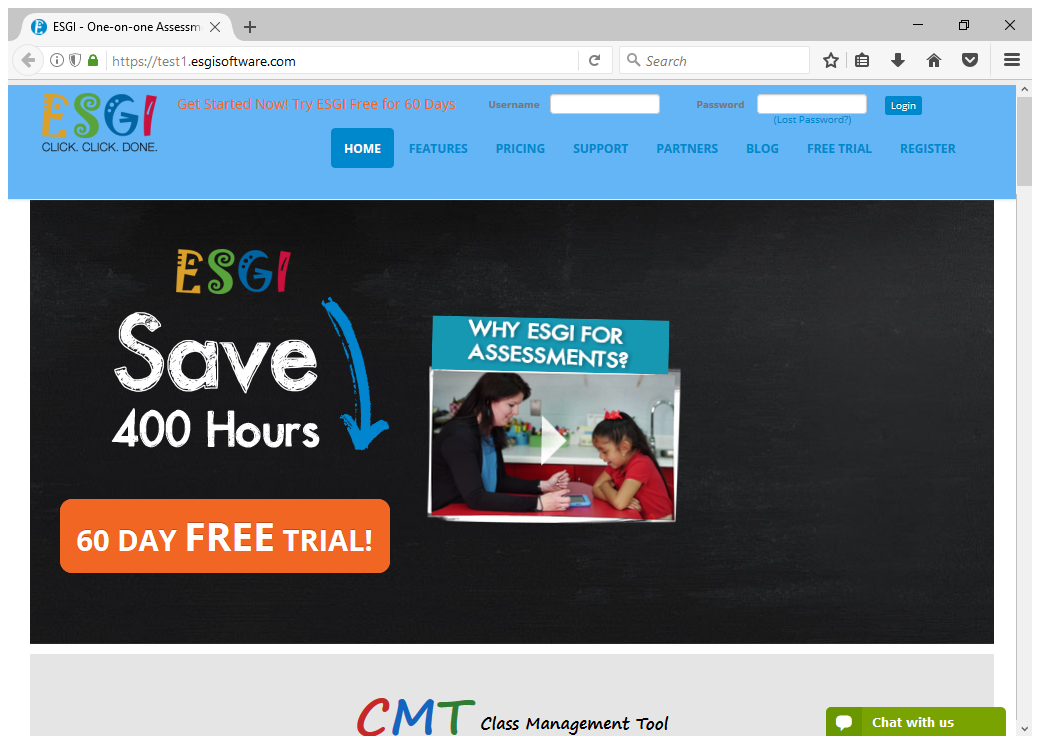 ESGI - One-on-one Assessm
https://test1.esgisoftware.com
Search
ESGI
CLICK. CLICK. DONE.
Get Started Now! Try ESGI Free for 60 Days
Username
Password
Login
(Lost Password?)
HOME
FEATURES
PRICING
SUPPORT
PARTNERS
BLOG
FREE TRIAL
REGISTER
ESGI
Save
400 Hours
WHY ESGI FOR
ASSESSMENTS?
60 DAY FREE TRIAL!
CMT Class Management Tool
Chat with us